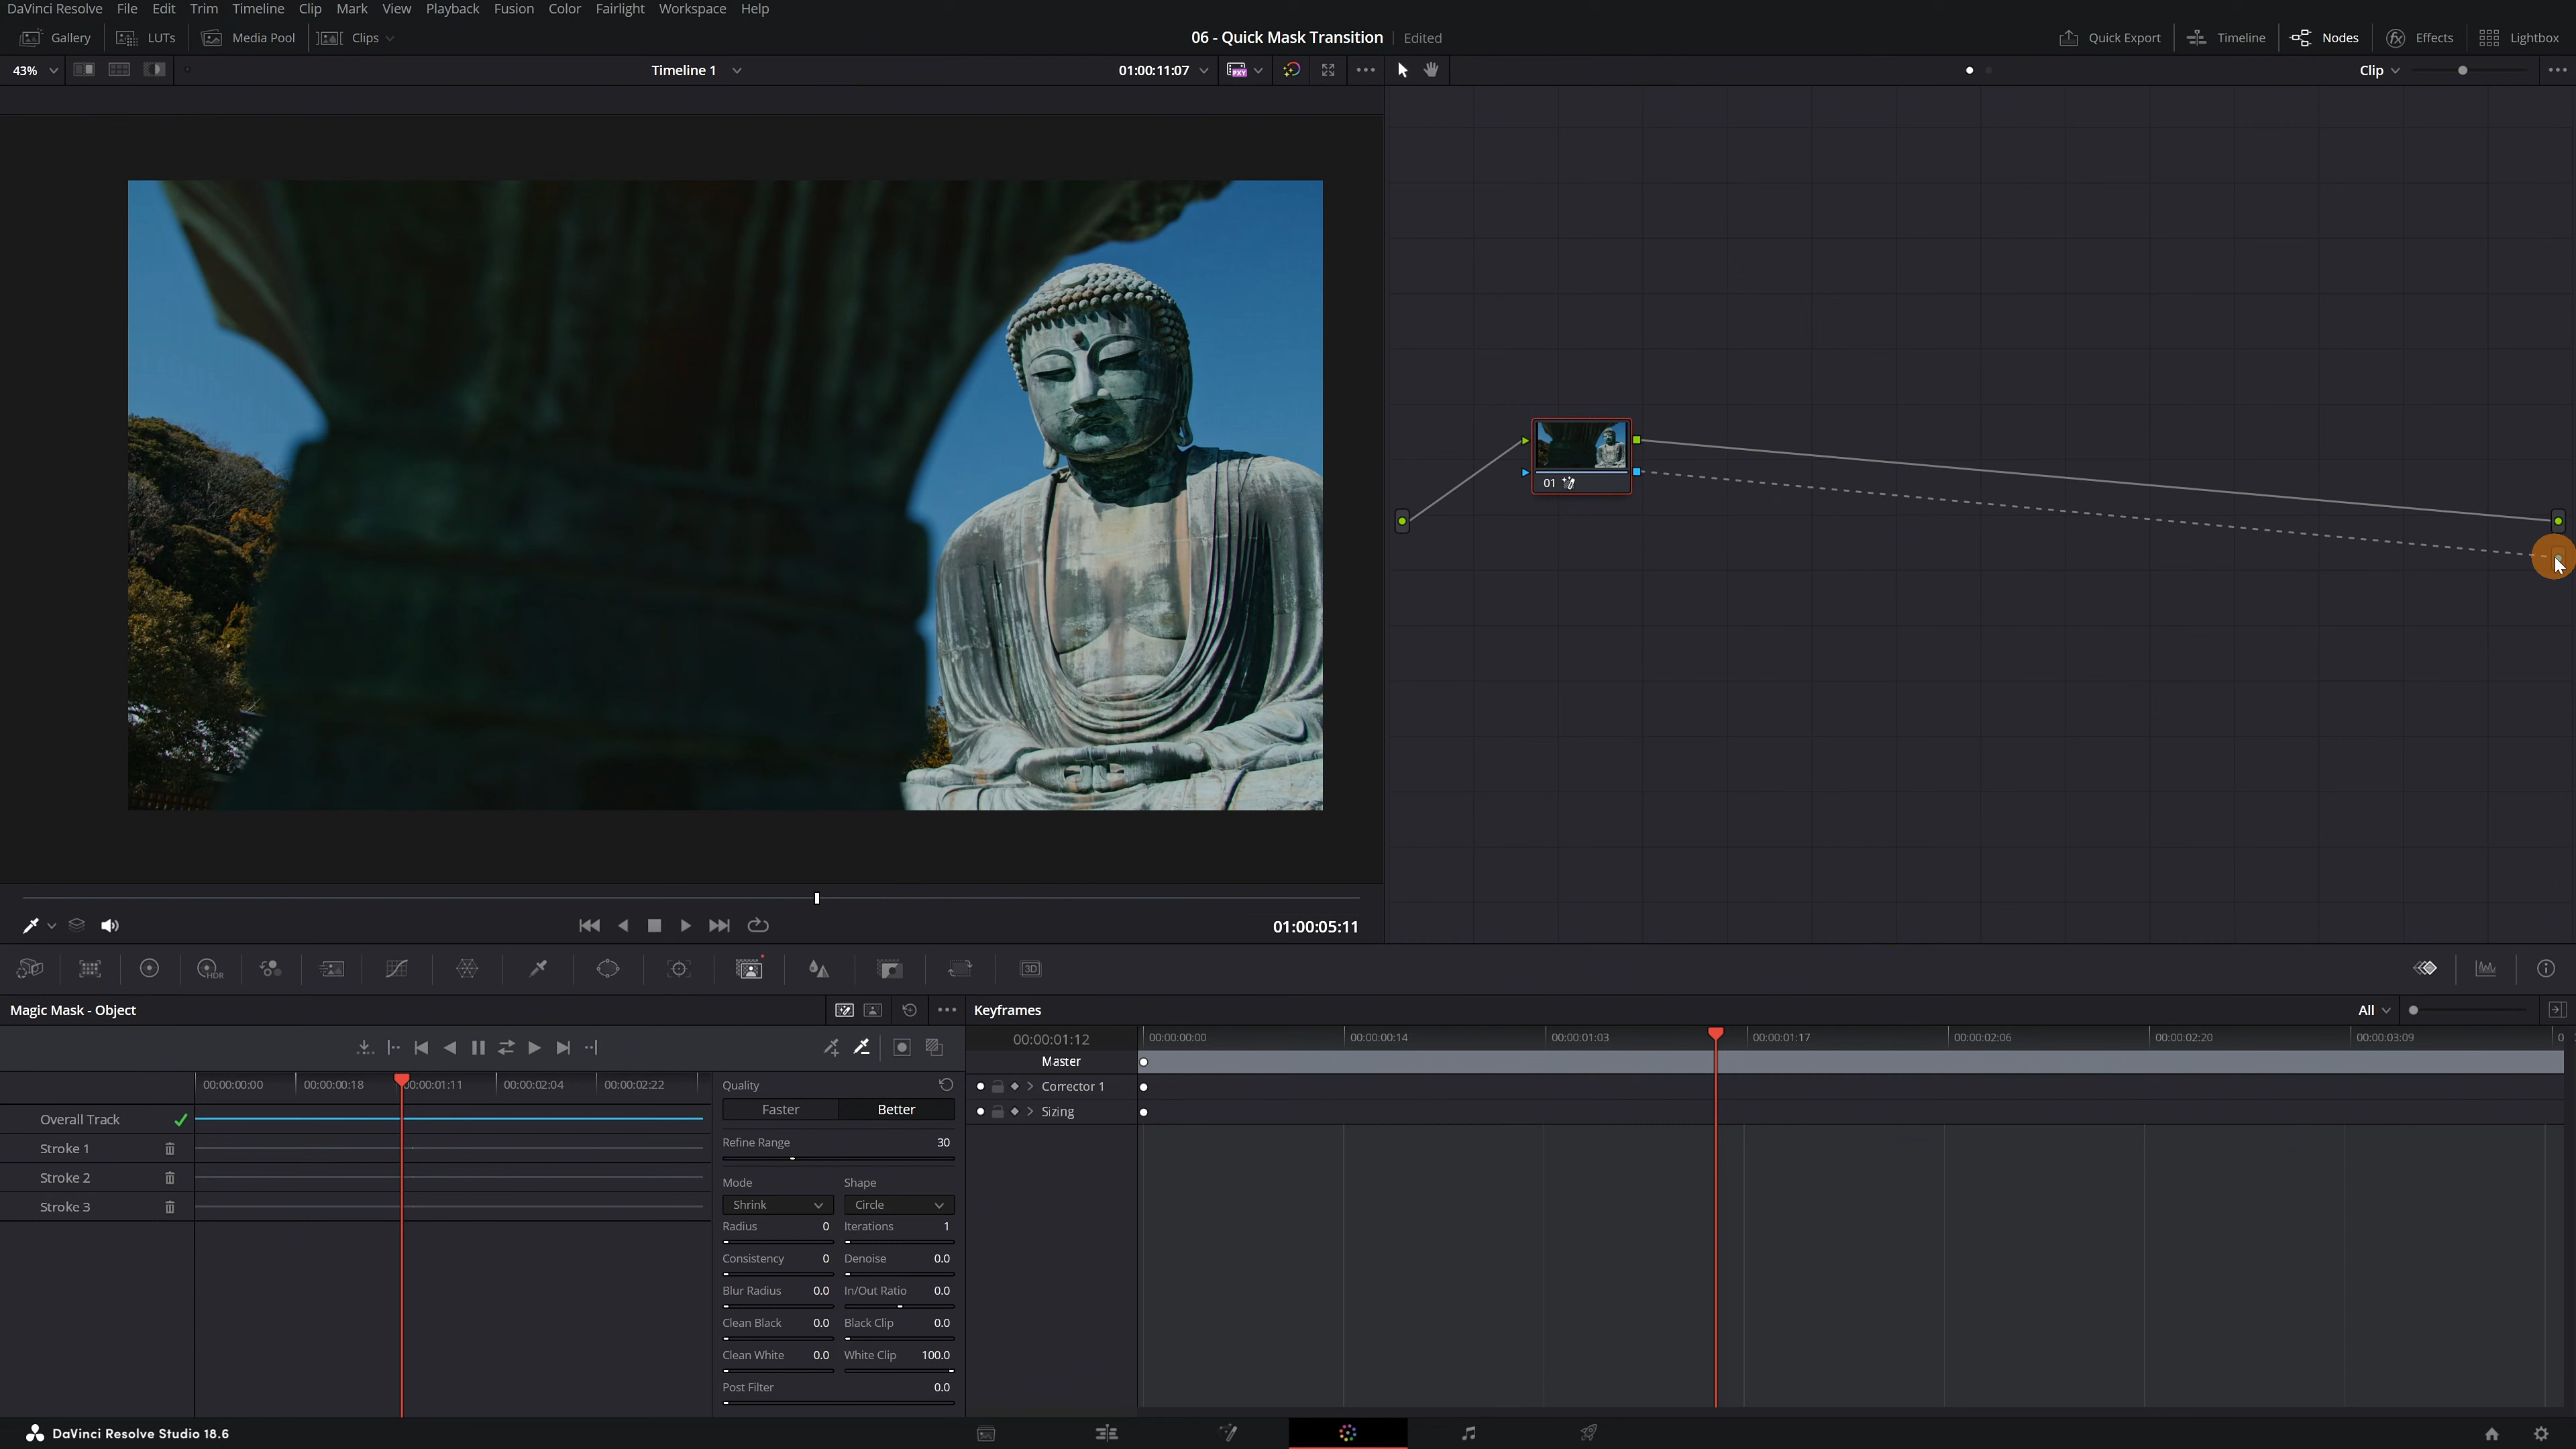 DaVinci Resolve File Edit Trim Timeline Clip Mark View Playback Fusion Color Fairlight Workspace Help
Gallery LUTs Media Pool Clips 06 - Quick Mask Transition Edited Quick Export Timeline Nodes Effects Lightbox
43% Timeline 1 01:00:11:07 PXY Clip
01
01:00:05:11
HDR 3D
Magic Mask - Object Keyframes All
00:00:01:12 00:00:00:00 00:00:00:14 00:00:01:03 00:00:01:17 00:00:02:06 00:00:02:20 00:00:03:09 0
Master
00:00:00:00 00:00:00:18 00:00:01:11 00:00:02:04 00:00:02:22 Quality Corrector 1
Faster Better Sizing
Overall Track
Stroke 1 Refine Range 30
Stroke 2 Mode Shape
Stroke 3 Shrink Circle
Radius 0 Iterations 1
Consistency 0 Denoise 0.0
Blur Radius 0.0 In/Out Ratio 0.0
Clean Black 0.0 Black Clip 0.0
Clean White 0.0 White Clip 100.0
Post Filter 0.0
DaVinci Resolve Studio 18.6